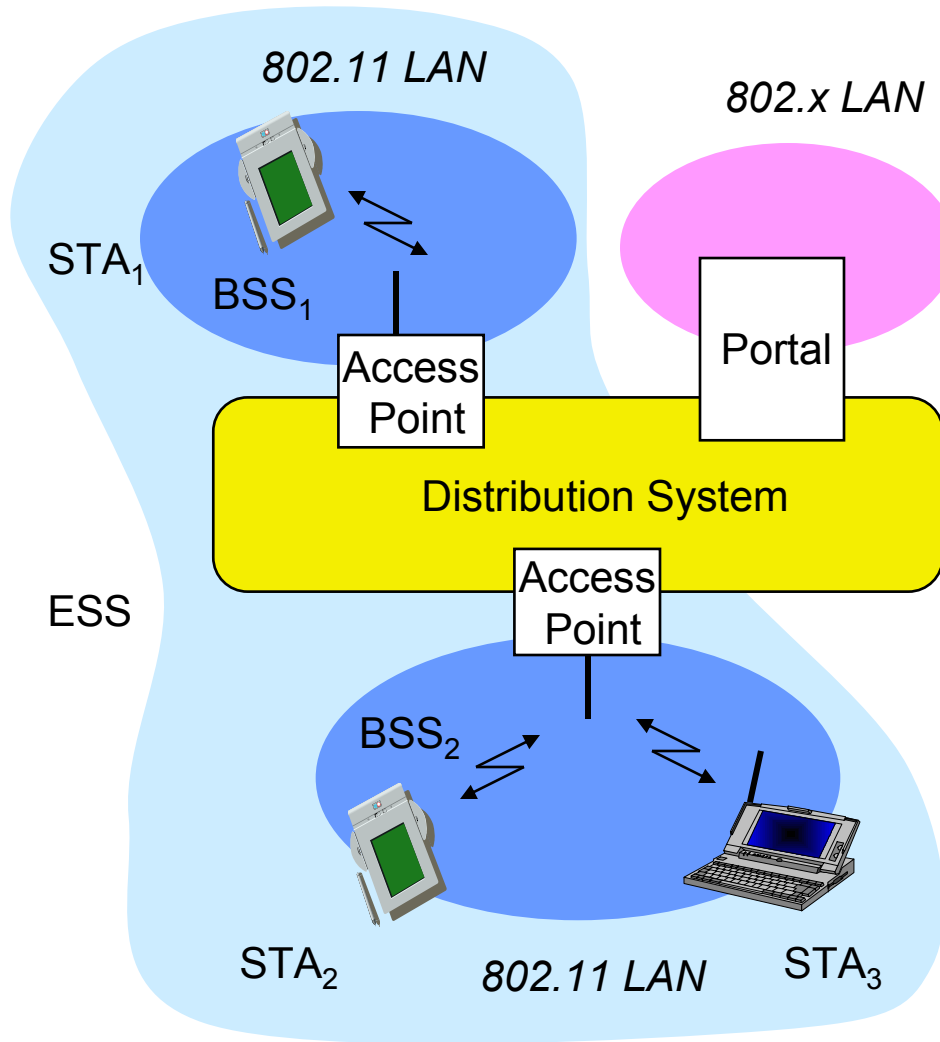 802.11 LAN
802.x LAN
STA₁
BSS₁
Access
Point
Portal
Distribution System
Access
Point
ESS
BSS₂
STA₂
802.11 LAN
STA₃